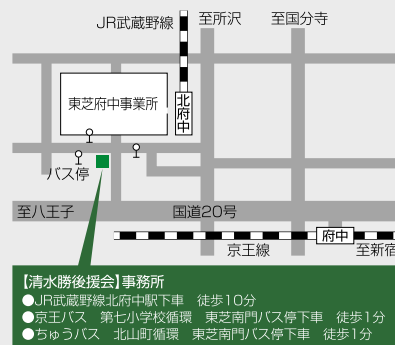 JR武蔵野線
至所沢
至国分寺
東芝府中事業所
北府中
バス停
至八王子
国道20号
府中
京王線
至新宿
【清水勝後援会】事務所
●JR武蔵野線北府中駅下車　徒歩10分
●京王バス　第七小学校循環　東芝南門バス停下車　徒歩1分
●ちゅうバス　北山町循環　東芝南門バス停下車　徒歩1分